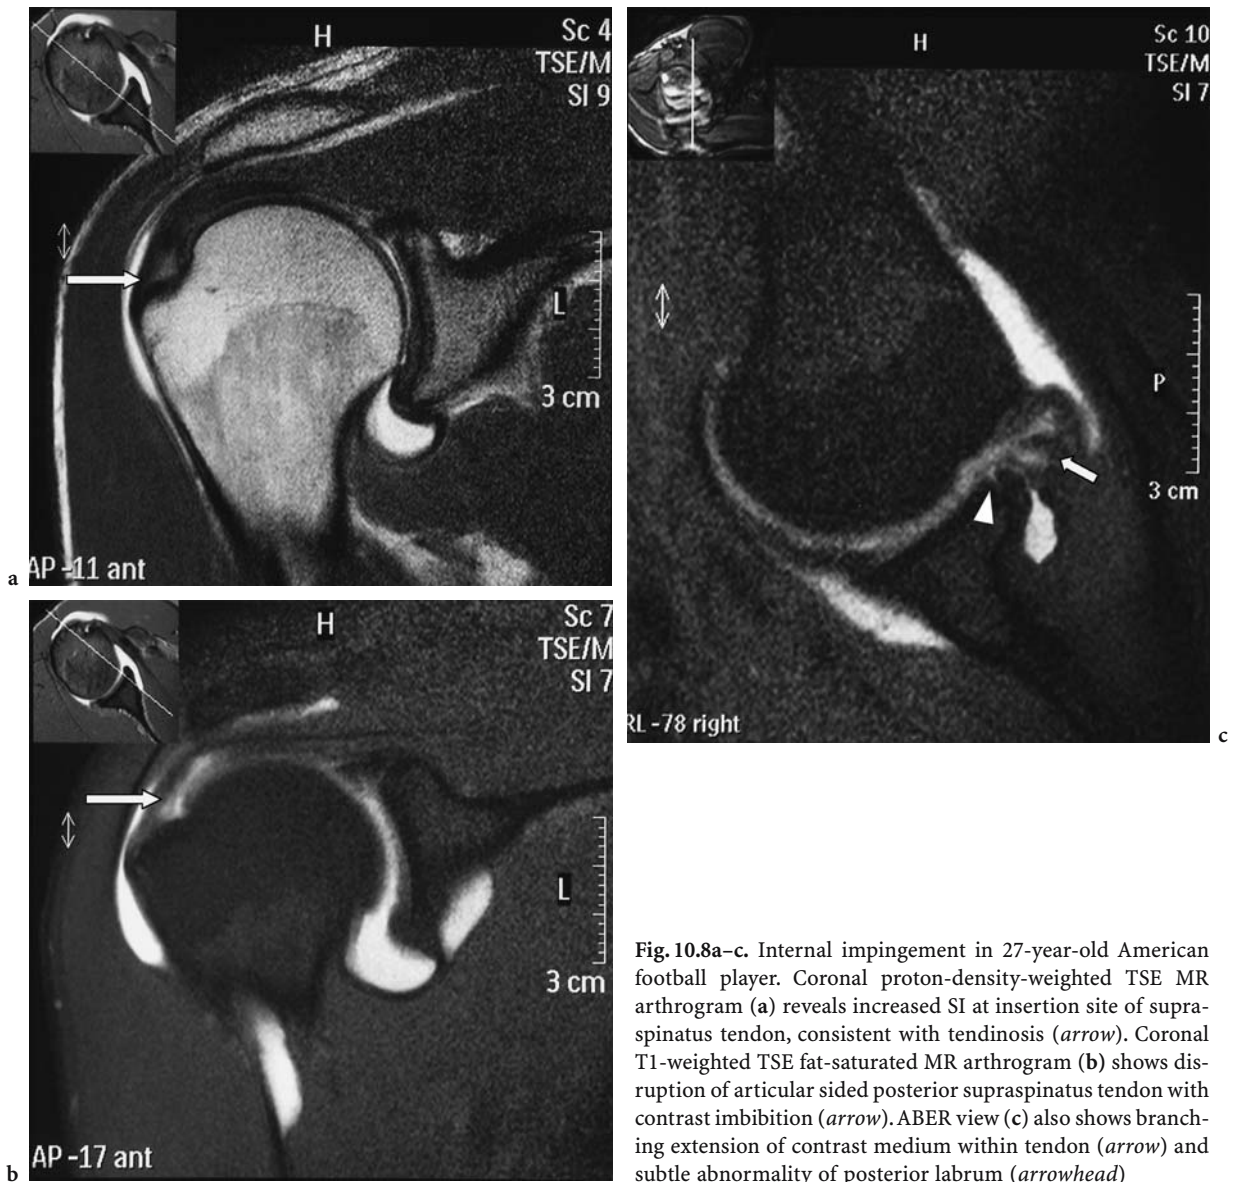 H
Sc 4
TSE/M
SI 9
L
3 cm
AP -11 ant
a
H
Sc 10
TSE/M
SI 7
P
3 cm
RL -78 right
c
H
Sc 7
TSE/M
SI 7
L
3 cm
AP -17 ant
b
Fig. 10.8a–c. Internal impingement in 27-year-old American
football player. Coronal proton-density-weighted TSE MR
arthrogram (a) reveals increased SI at insertion site of supra-
spinatus tendon, consistent with tendinosis (arrow). Coronal
T1-weighted TSE fat-saturated MR arthrogram (b) shows dis-
ruption of articular sided posterior supraspinatus tendon with
contrast imbibition (arrow). ABER view (c) also shows branch-
ing extension of contrast medium within tendon (arrow) and
subtle abnormality of posterior labrum (arrowhead)